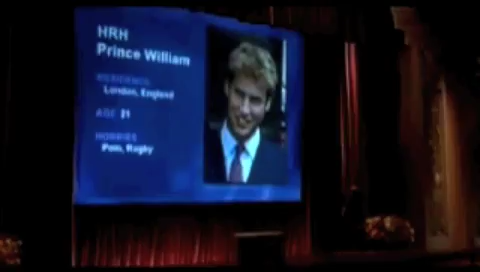 HRH
Prince William
RESIDENCE
London, England
AGE 21
HOBBIES
Polo, Rugby